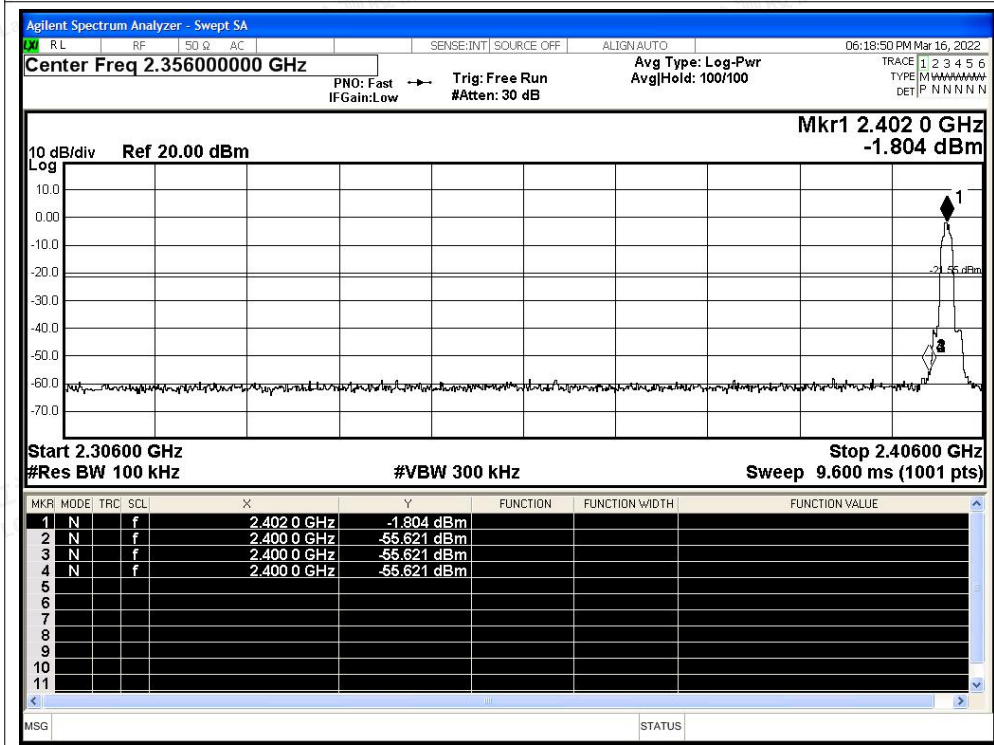 Agilent Spectrum Analyzer - Swept SA
LXI RL RF 50 Ω AC SENSE:INT SOURCE OFF ALIGN AUTO 06:18:50 PM Mar 16, 2022
Center Freq 2.356000000 GHz
PNO: Fast
IFGain:Low
Trig: Free Run
#Atten: 30 dB
Avg Type: Log-Pwr
Avg|Hold: 100/100
TRACE 1 2 3 4 5 6
TYPE M WWWWW
DET P N N N N N
Mkr1 2.402 0 GHz
-1.804 dBm
10 dB/div Ref 20.00 dBm
Log
10.0
0.00
-10.0
-20.0
-30.0
-40.0
-50.0
-60.0
-70.0
1
-21.55 dBm
Start 2.30600 GHz Stop 2.40600 GHz
#Res BW 100 kHz #VBW 300 kHz Sweep 9.600 ms (1001 pts)
MKR MODE TRC SCL X Y FUNCTION FUNCTION WIDTH FUNCTION VALUE
1 N f 2.402 0 GHz -1.804 dBm
2 N f 2.400 0 GHz -55.621 dBm
3 N f 2.400 0 GHz -55.621 dBm
4 N f 2.400 0 GHz -55.621 dBm
5
6
7
8
9
10
11
MSG STATUS